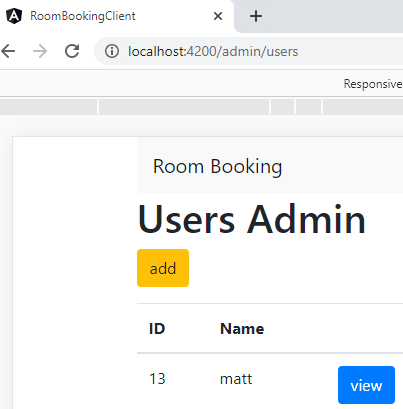 RoomBookingClient
localhost:4200/admin/users
Responsive
Room Booking
Users Admin
add
ID Name
13 matt view